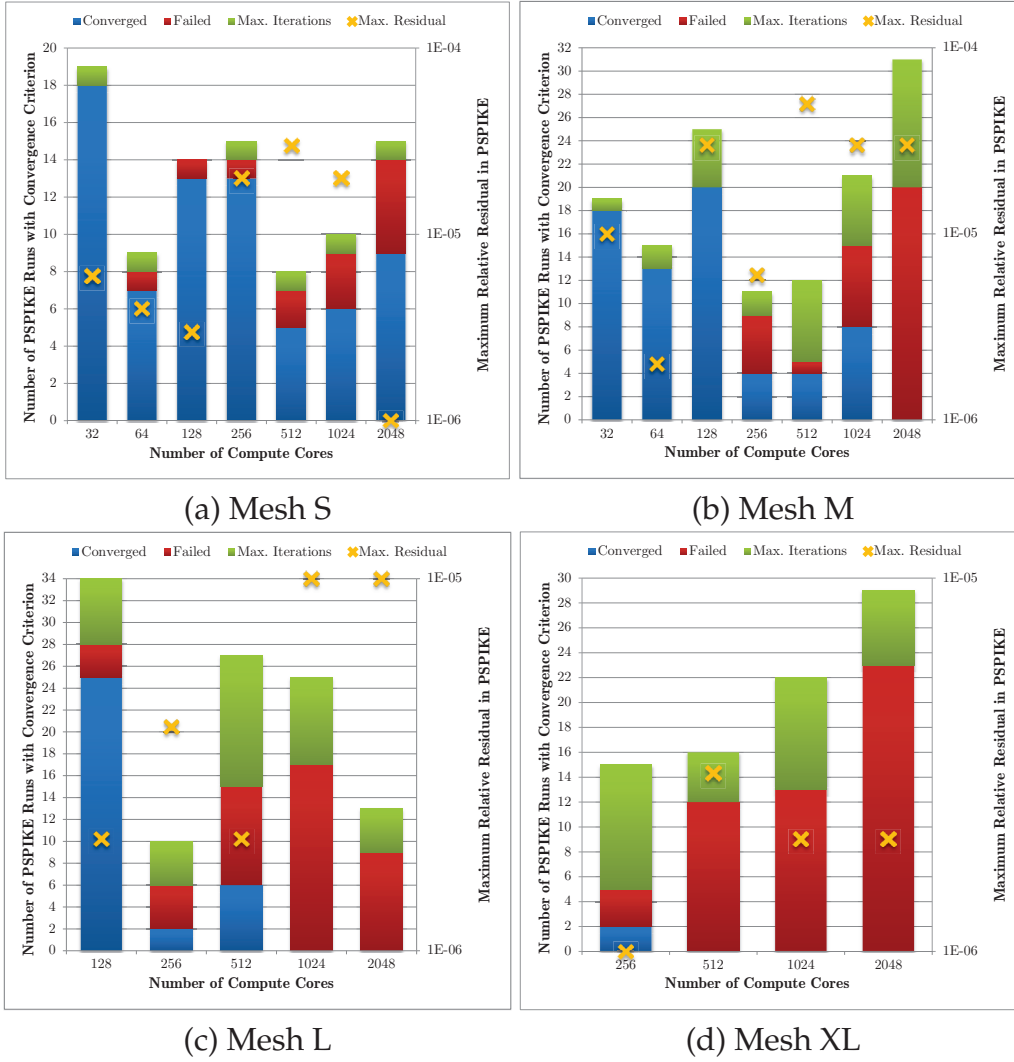 Converged Failed Max. Iterations Max. Residual
Number of PSPIKE Runs with Convergence Criterion
20
18
16
14
12
10
8
6
4
2
0
1E-04
1E-05
1E-06
Maximum Relative Residual in PSPIKE
32 64 128 256 512 1024 2048
Number of Compute Cores
(a) Mesh S
Converged Failed Max. Iterations Max. Residual
Number of PSPIKE Runs with Convergence Criterion
32
30
28
26
24
22
20
18
16
14
12
10
8
6
4
2
0
1E-04
1E-05
1E-06
Maximum Relative Residual in PSPIKE
32 64 128 256 512 1024 2048
Number of Compute Cores
(b) Mesh M
Converged Failed Max. Iterations Max. Residual
Number of PSPIKE Runs with Convergence Criterion
34
32
30
28
26
24
22
20
18
16
14
12
10
8
6
4
2
0
1E-05
1E-06
Maximum Relative Residual in PSPIKE
128 256 512 1024 2048
Number of Compute Cores
(c) Mesh L
Converged Failed Max. Iterations Max. Residual
Number of PSPIKE Runs with Convergence Criterion
30
28
26
24
22
20
18
16
14
12
10
8
6
4
2
0
1E-05
1E-06
Maximum Relative Residual in PSPIKE
256 512 1024 2048
Number of Compute Cores
(d) Mesh XL